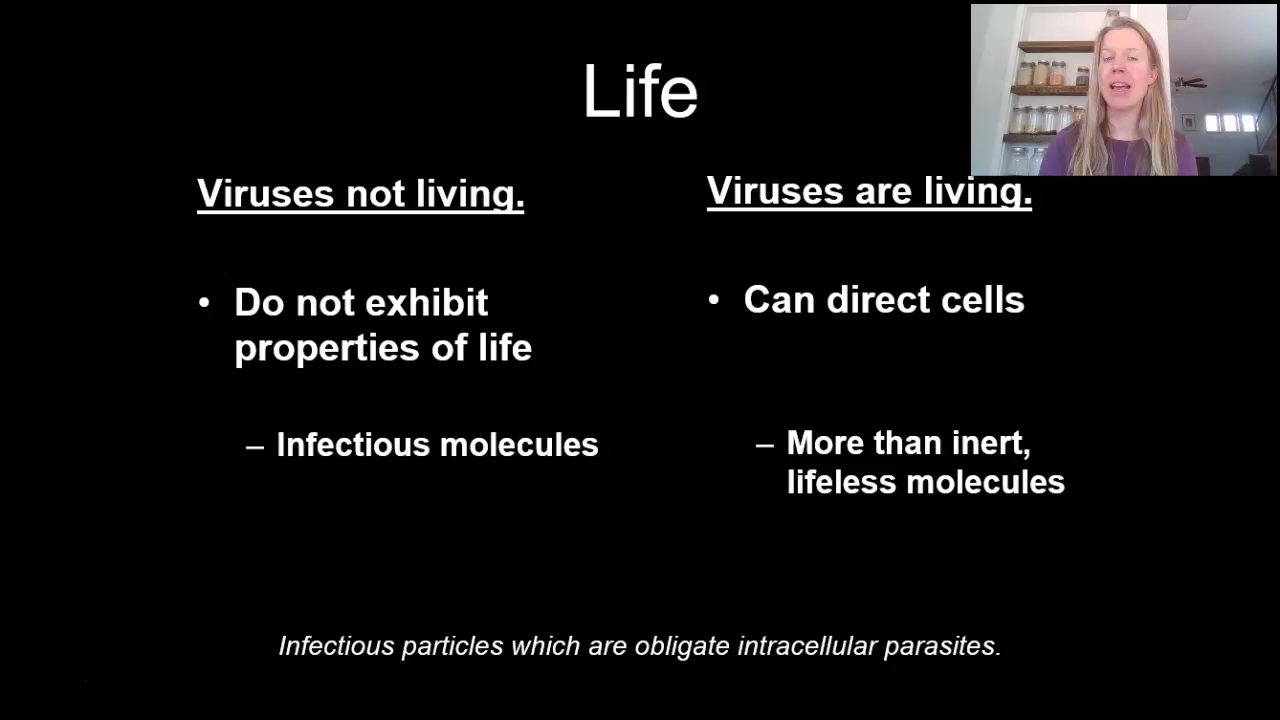 Life
Viruses not living.
• Do not exhibit
properties of life
– Infectious molecules
Viruses are living.
• Can direct cells
– More than inert,
lifeless molecules
Infectious particles which are obligate intracellular parasites.